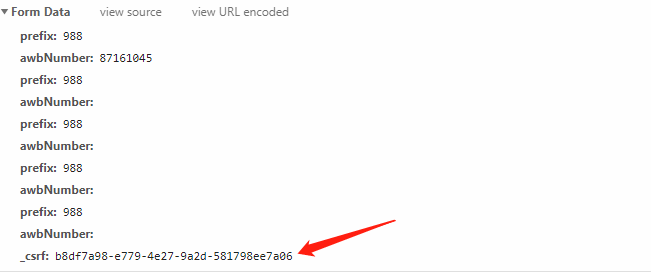 Form Data view source view URL encoded
prefix: 988
awbNumber: 87161045
prefix: 988
awbNumber:
prefix: 988
awbNumber:
prefix: 988
awbNumber:
prefix: 988
awbNumber:
_csrf: b8df7a98-e779-4e27-9a2d-581798ee7a06